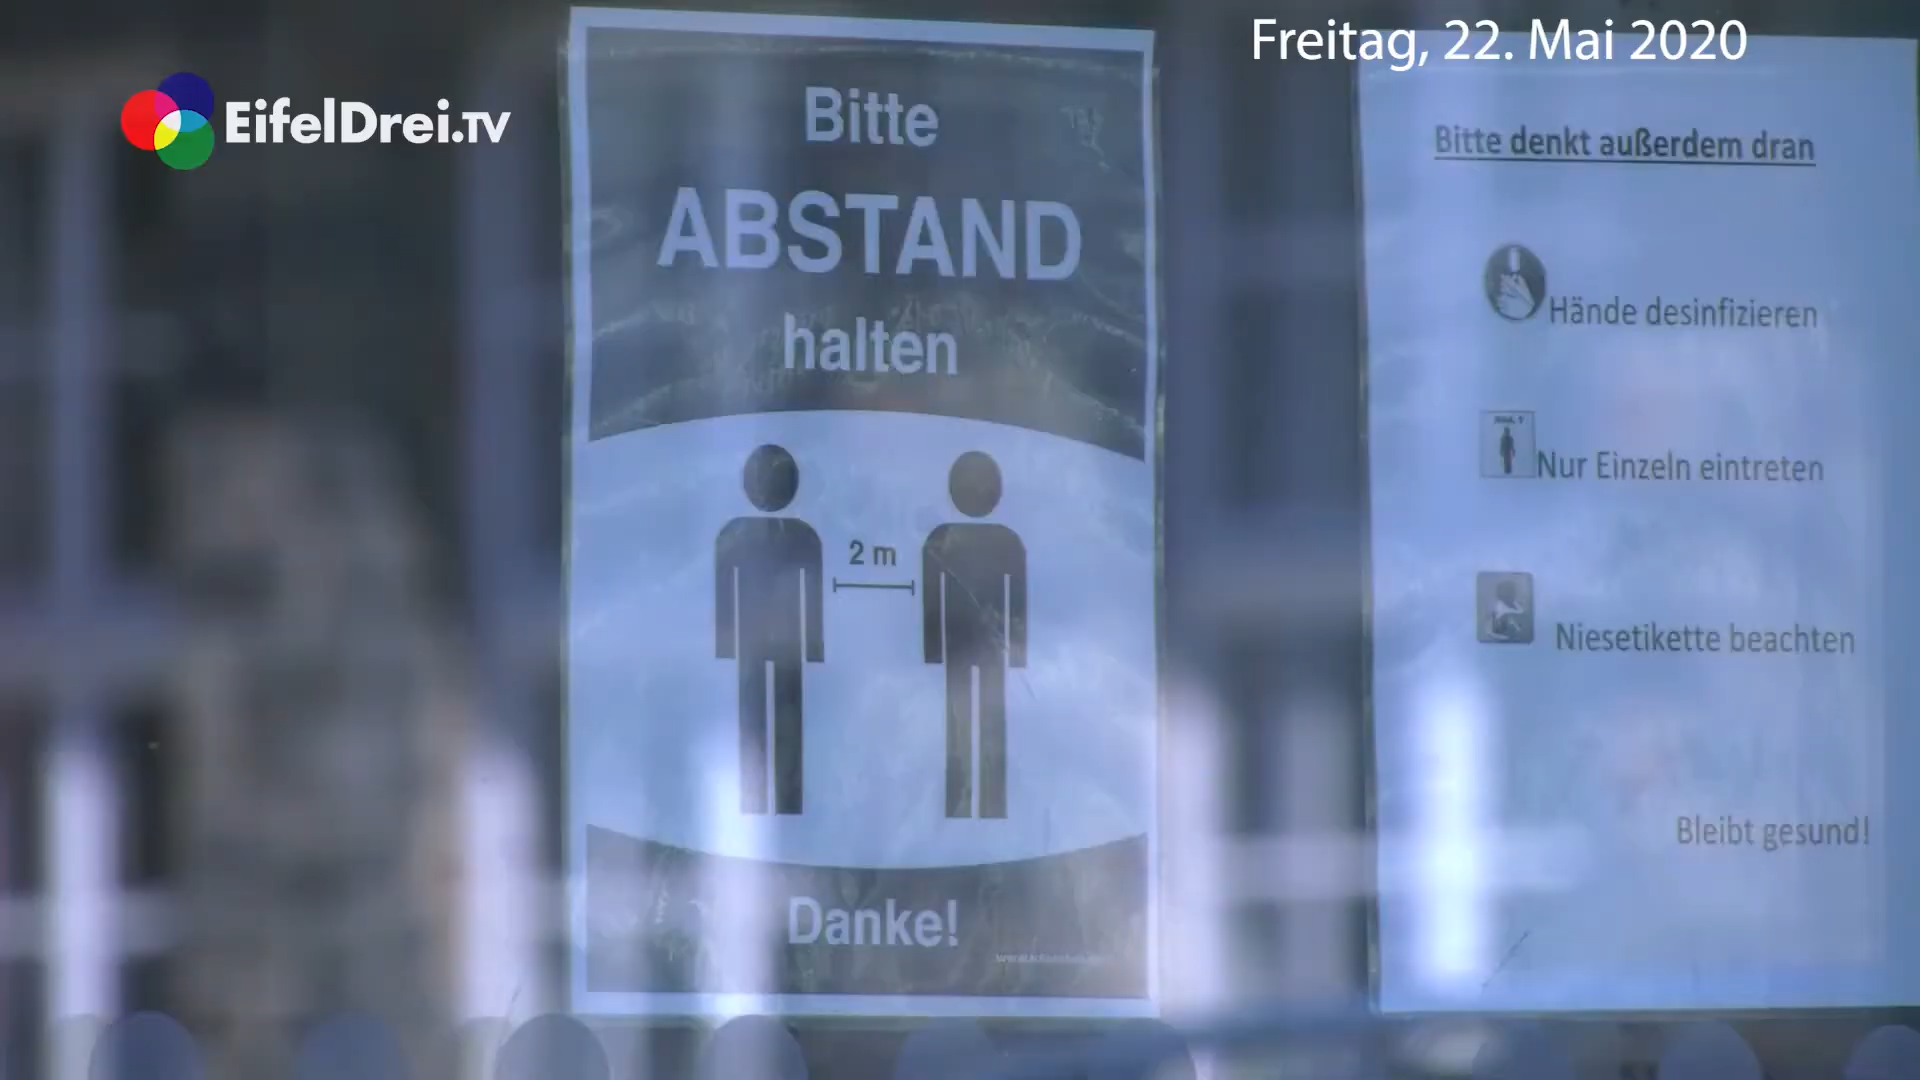 Freitag, 22. Mai 2020
EifelDrei.TV
Bitte
ABSTAND
halten
2 m
Danke!
Bitte denkt außerdem dran
Hände desinfizieren
Nur Einzeln eintreten
Niesetikette beachten
Bleibt gesund!